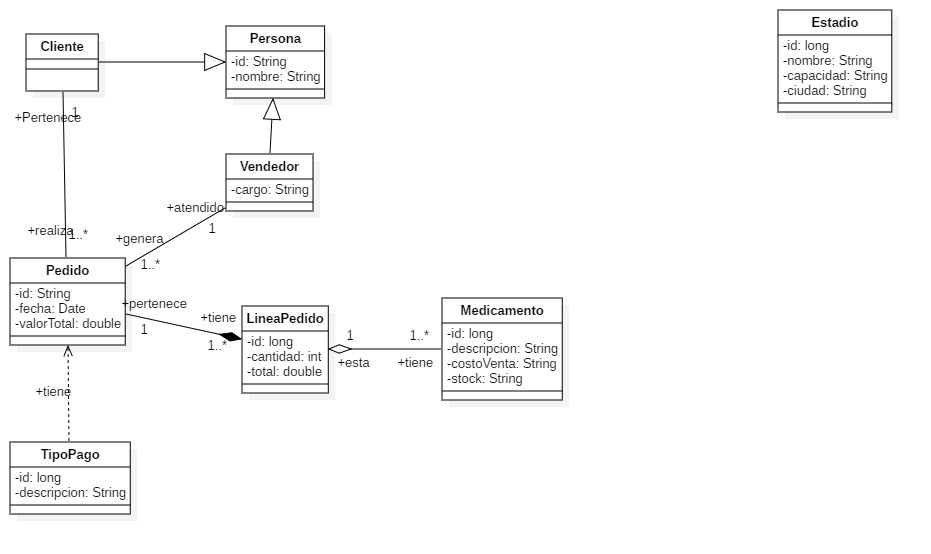 Cliente
Persona
-id: String
-nombre: String
Estadio
-id: long
-nombre: String
-capacidad: String
-ciudad: String
1
+Pertenece
Vendedor
-cargo: String
+atendido
1
+realiza
1..*
+genera
1..*
Pedido
-id: String
-fecha: Date
-valorTotal: double
+pertenece
1
+tiene
1..*
LineaPedido
-id: long
-cantidad: int
-total: double
1
+esta
1..*
+tiene
Medicamento
-id: long
-descripcion: String
-costoVenta: String
-stock: String
+tiene
TipoPago
-id: long
-descripcion: String